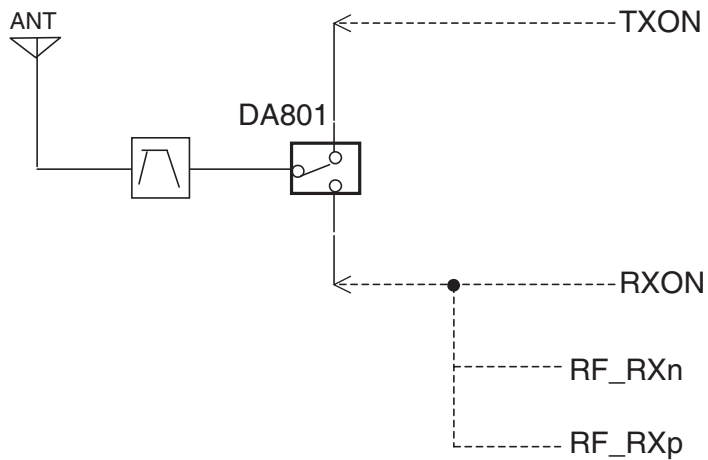 ANT
TXON
DA801
RXON
RF_RXn
RF_RXp